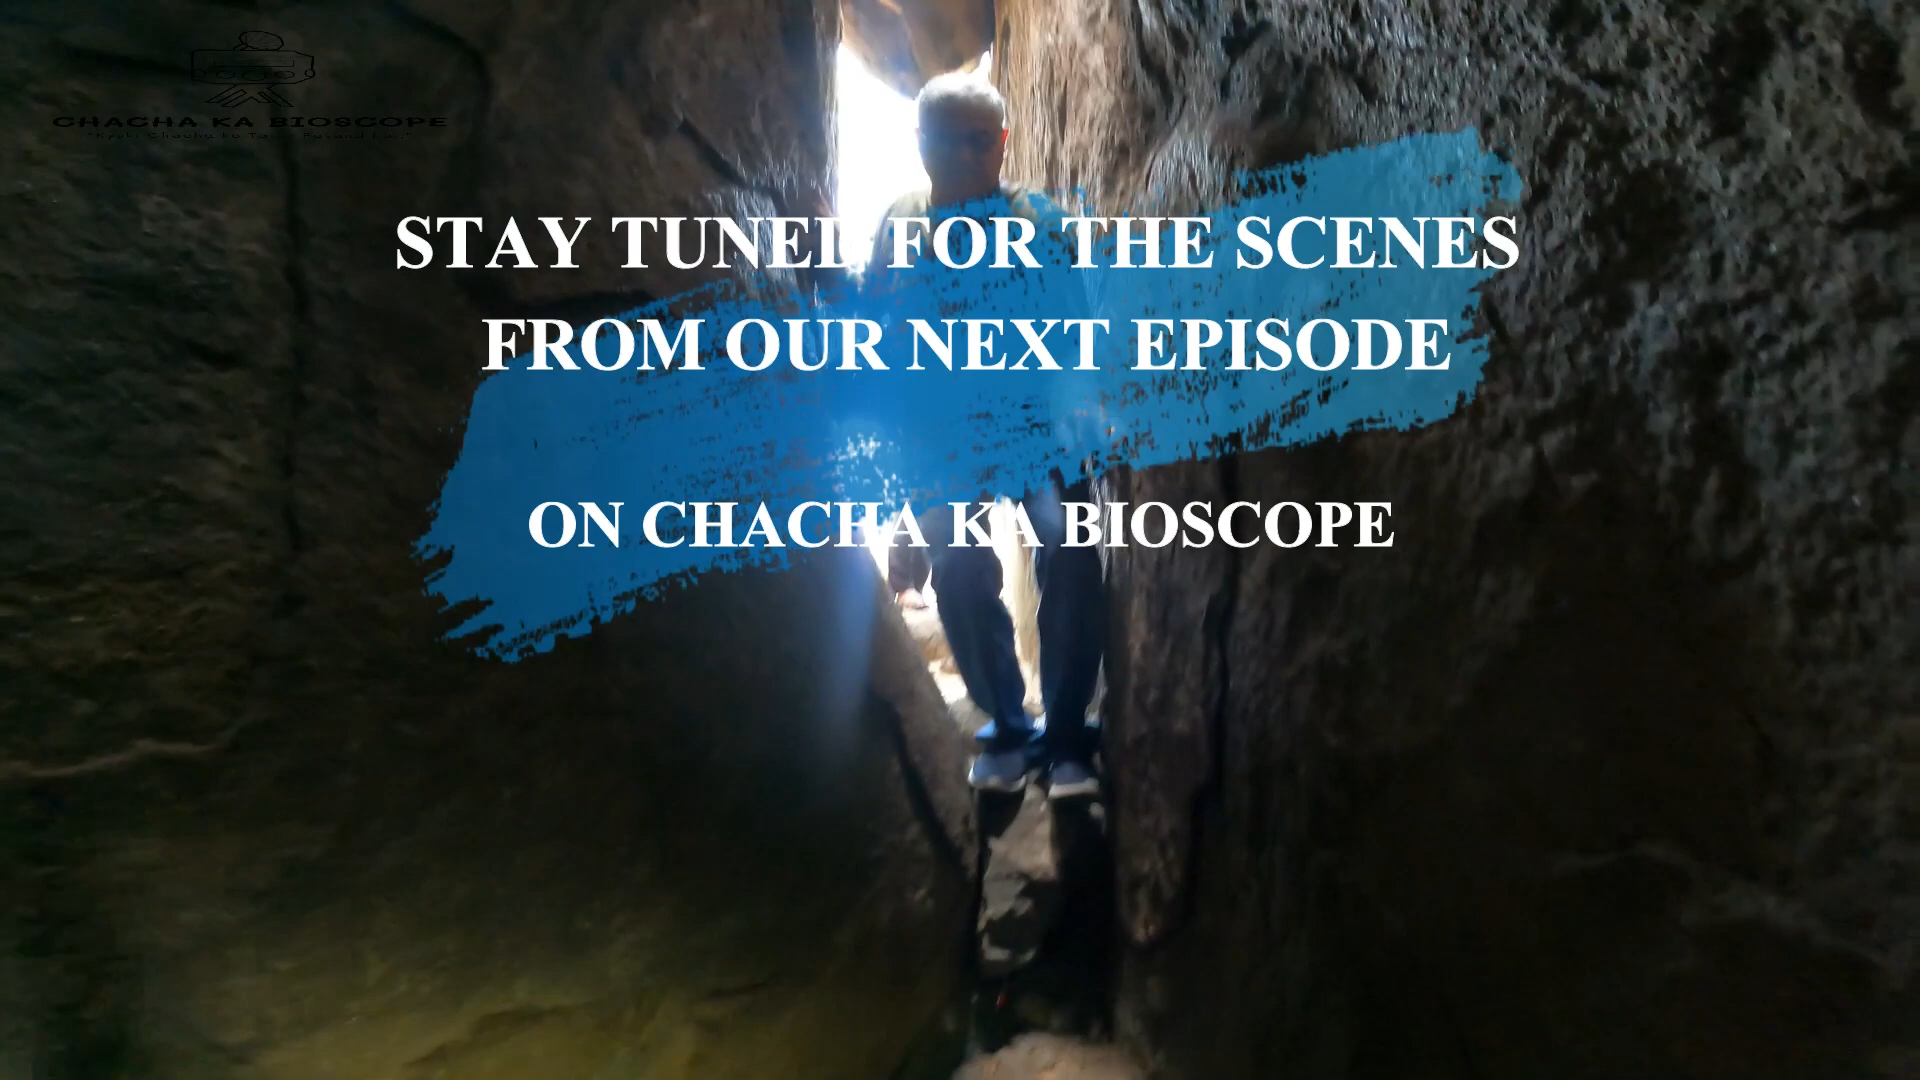 CHACHA KA BIOSCOPE
STAY TUNED FOR THE SCENES
FROM OUR NEXT EPISODE
ON CHACHA KA BIOSCOPE